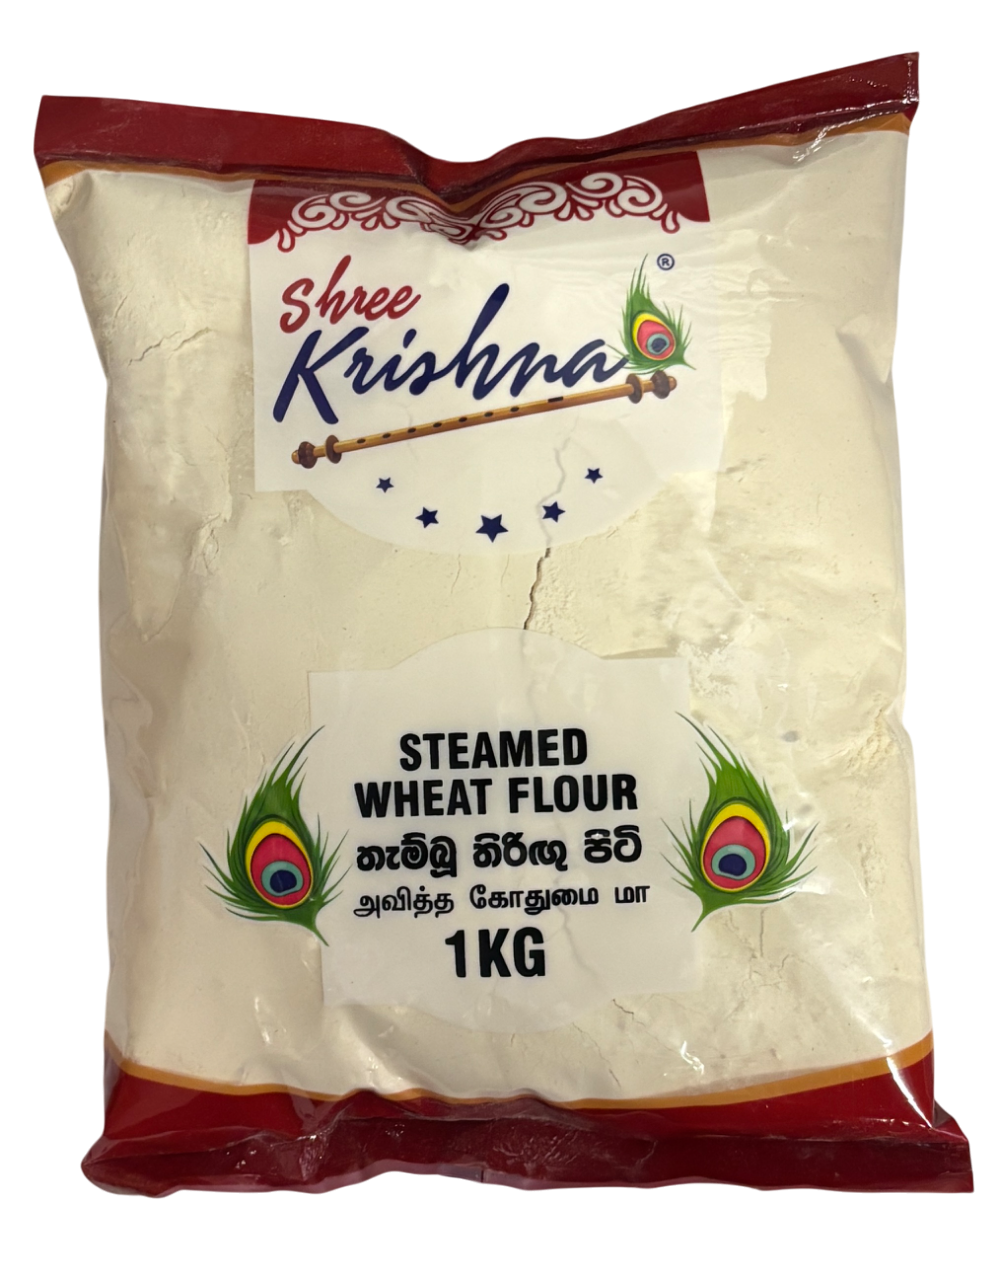 Shree
Krishna
®
STEAMED
WHEAT FLOUR
තැම්බූ තිරිඟු පිටි
அவித்த கோதுமை மா
1KG